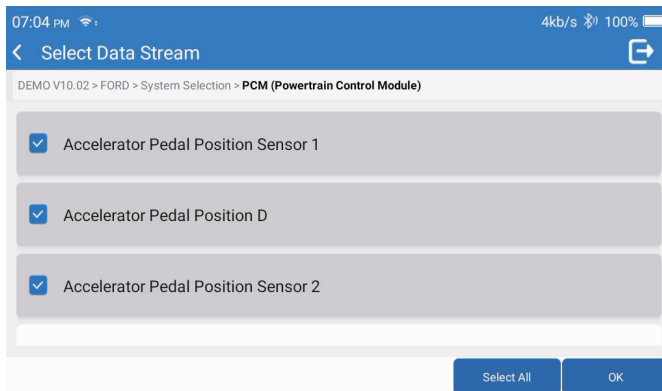 07:04 PM 4kb/s 100%
Select Data Stream
DEMO V10.02 > FORD > System Selection > PCM (Powertrain Control Module)
Accelerator Pedal Position Sensor 1
Accelerator Pedal Position D
Accelerator Pedal Position Sensor 2
Select All OK